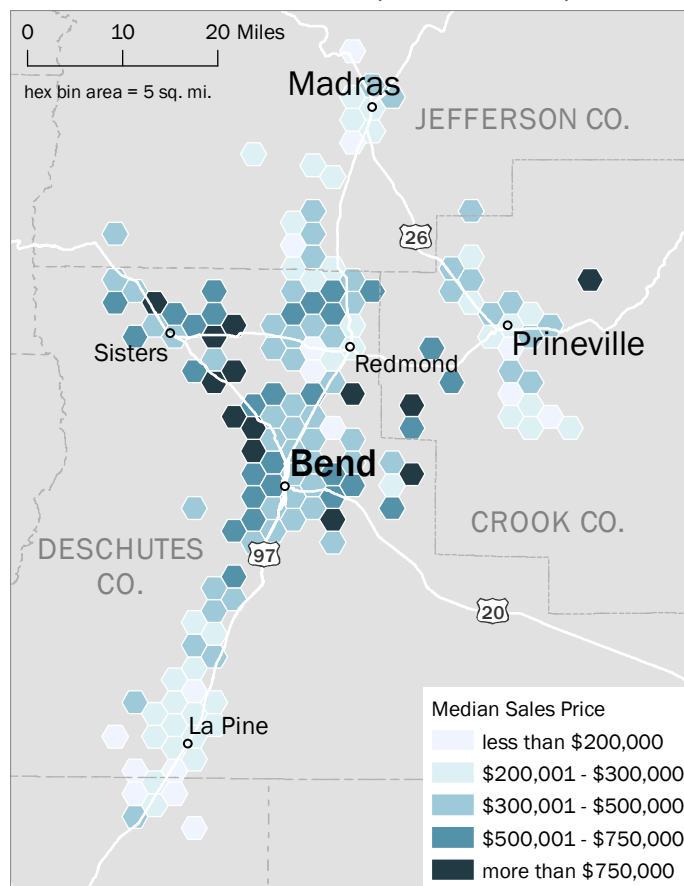 0 10 20 Miles
hex bin area = 5 sq. mi.
Madras
JEFFERSON CO.
26
Sisters
Redmond
Prineville
Bend
CROOK CO.
DESCHUTES
CO.
97
20
La Pine
Median Sales Price
less than $200,000
$200,001 - $300,000
$300,001 - $500,000
$500,001 - $750,000
more than $750,000